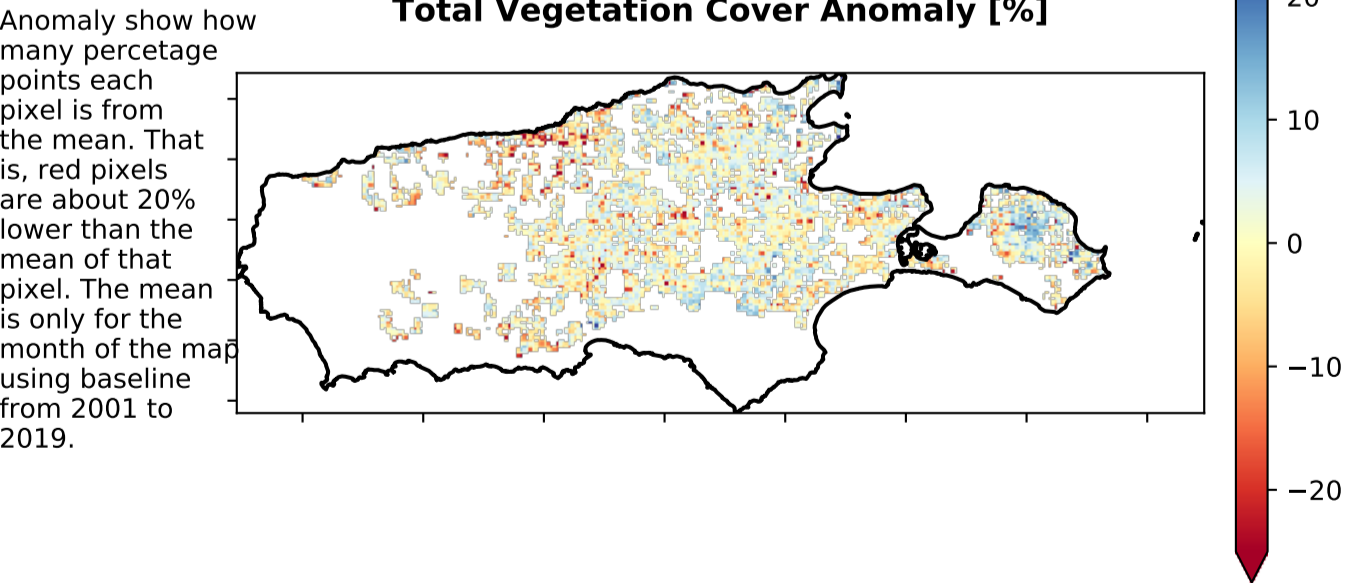 Total Vegetation Cover Anomaly [%]
Anomaly show how
many percetage
points each
pixel is from
the mean. That
is, red pixels
are about 20%
lower than the
mean of that
pixel. The mean
is only for the
month of the map
using baseline
from 2001 to
2019.
20
10
0
−10
−20